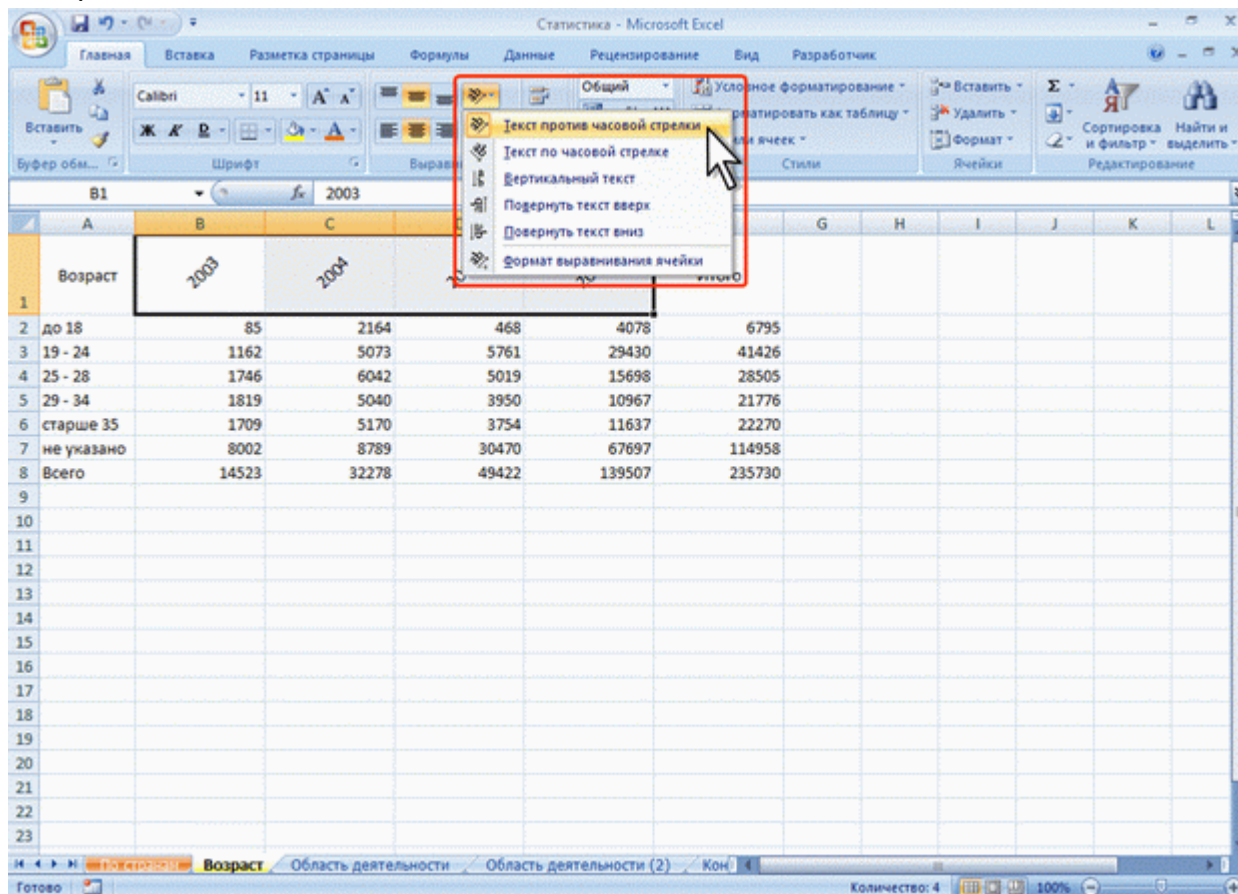 Статистика - Microsoft Excel
Главная Вставка Разметка страницы Формулы Данные Рецензирование Вид Разработчик
Вставить
Calibri 11
Ж К
Общий
Условное форматирование
Вставить
Удалить
Формат
Сортировка и фильтр
Найти и выделить
Буфер обм... Шрифт Стили Ячейки Редактирование
Текст против часовой стрелки
Текст по часовой стрелке
Вертикальный текст
Повернуть текст вверх
Повернуть текст вниз
Формат выравнивания ячейки
B1 fx 2003
A B C G H I J K L
1 Возраст 2003 2004
2 до 18 85 2164 468 4078 6795
3 19 - 24 1162 5073 5761 29430 41426
4 25 - 28 1746 6042 5019 15698 28505
5 29 - 34 1819 5040 3950 10967 21776
6 старше 35 1709 5170 3754 11637 22270
7 не указано 8002 8789 30470 67697 114958
8 Всего 14523 32278 49422 139507 235730
9
10
11
12
13
14
15
16
17
18
19
20
21
22
23
По странам Возраст Область деятельности Область деятельности (2) Кон
Готово Количество: 4 100%